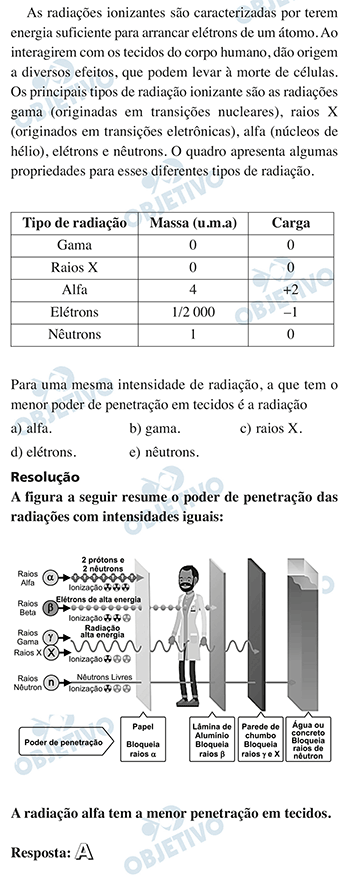 As radiações ionizantes são caracterizadas por terem
energia suficiente para arrancar elétrons de um átomo. Ao
interagirem com os tecidos do corpo humano, dão origem
a diversos efeitos, que podem levar à morte de células.
Os principais tipos de radiação ionizante são as radiações
gama (originadas em transições nucleares), raios X
(originados em transições eletrônicas), alfa (núcleos de
hélio), elétrons e nêutrons. O quadro apresenta algumas
propriedades para esses diferentes tipos de radiação.
Tipo de radiação Massa (u.m.a) Carga
Gama 0 0
Raios X 0 0
Alfa 4 +2
Elétrons 1/2 000 –1
Nêutrons 1 0
Para uma mesma intensidade de radiação, a que tem o
menor poder de penetração em tecidos é a radiação
a) alfa. b) gama. c) raios X.
d) elétrons. e) nêutrons.
Resolução
A figura a seguir resume o poder de penetração das
radiações com intensidades iguais:
2 prótons e
2 nêutrons
Raios
Alfa
α
Ionização
Elétrons de alta energia
Raios
Beta
β
Ionização
Radiação
alta energia
Raios
Gama
γ
Raios X
X
Ionização
Raios
Nêutron
n
Nêutrons Livres
Ionização
Poder de penetração
Papel
Bloqueia
raios α
Lâmina de
Alumínio
Bloqueia
raios β
Parede de
chumbo
Bloqueia
raios γ e X
Água ou
concreto
Bloqueia
raios de
nêutron
A radiação alfa tem a menor penetração em tecidos.
Resposta: A
OBJETIVO
OBJETIVO
OBJETIVO
OBJETIVO
OBJETIVO
OBJETIVO
OBJETIVO